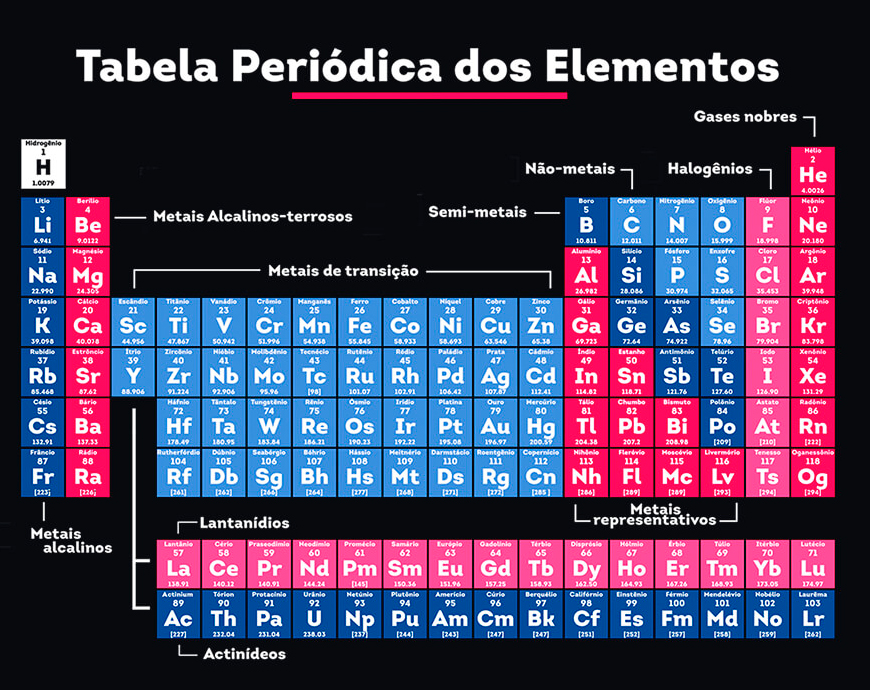 Tabela Periódica dos Elementos
Gases nobres
Hidrogênio Hélio
1 2
H He
1.0079 4.0026
Não-metais Halogênios
Metais Alcalinos-terrosos Semi-metais
Lítio Berílio Boro Carbono Nitrogênio Oxigênio Flúor Neônio
3 4 5 6 7 8 9 10
Li Be B C N O F Ne
6.941 9.0122 10.811 12.011 14.007 15.999 18.998 20.180
Metais de transição
Sódio Magnésio Alumínio Silício Fósforo Enxofre Cloro Argônio
11 12 13 14 15 16 17 18
Na Mg Al Si P S Cl Ar
22.990 24.305 26.982 28.086 30.974 32.065 35.453 39.948
Potássio Cálcio Escândio Titânio Vanádio Crômio Manganês Ferro Cobalto Níquel Cobre Zinco Gálio Germânio Arsênio Selênio Bromo Criptônio
19 20 21 22 23 24 25 26 27 28 29 30 31 32 33 34 35 36
K Ca Sc Ti V Cr Mn Fe Co Ni Cu Zn Ga Ge As Se Br Kr
39.098 40.078 44.956 47.867 50.942 51.996 54.938 55.845 58.933 58.693 63.546 65.38 69.723 72.64 74.922 78.96 79.904 83.798
Rubídio Estrôncio Ítrio Zircônio Nióbio Molibdênio Tecnécio Rutênio Ródio Paládio Prata Cádmio Índio Estanho Antimônio Telúrio Iodo Xenônio
37 38 39 40 41 42 43 44 45 46 47 48 49 50 51 52 53 54
Rb Sr Y Zr Nb Mo Tc Ru Rh Pd Ag Cd In Sn Sb Te I Xe
85.468 87.62 88.906 91.224 92.906 95.96 [98] 101.07 102.91 106.42 107.87 112.41 114.82 118.71 121.76 127.60 126.90 131.29
Césio Bário Háfnio Tântalo Tungstênio Rênio Osmio Irídio Platina Ouro Mercúrio Tálio Chumbo Bismuto Polônio Astato Radônio
55 56 72 73 74 75 76 77 78 79 80 81 82 83 84 85 86
Cs Ba Hf Ta W Re Os Ir Pt Au Hg Tl Pb Bi Po At Rn
132.91 137.33 178.49 180.95 183.84 186.21 190.23 192.22 195.08 196.97 200.59 204.38 207.2 208.98 [209] [210] [222]
Frâncio Rádio Rutherfórdio Dúbnio Seabórgio Bóhrio Hássio Meitnério Darmstácio Roentgênio Copernício Nihônio Fleróvio Moscóvio Livermório Tenesso Oganessônio
87 88 104 105 106 107 108 109 110 111 112 113 114 115 116 117 118
Fr Ra Rf Db Sg Bh Hs Mt Ds Rg Cn Nh Fl Mc Lv Ts Og
[223] [226] [261] [262] [266] [264] [277] [268] [271] [272] [285] [286] [289] [289] [293] [294] [294]
Metais
representativos
Lantanídios
Metais
alcalinos
Lantânio Cério Praseodímio Neodímio Promécio Samário Európio Gadolínio Térbio Disprósio Hólmio Érbio Túlio Itérbio Lutécio
57 58 59 60 61 62 63 64 65 66 67 68 69 70 71
La Ce Pr Nd Pm Sm Eu Gd Tb Dy Ho Er Tm Yb Lu
138.91 140.12 140.91 144.24 [145] 150.36 151.96 157.25 158.93 162.50 164.93 167.26 168.93 173.05 174.97
Actinium Tórion Protacínio Urânio Netúnio Plutônio Amerício Cúrio Berquélio Califórnio Einstênio Férmio Mendelévio Nobélio Laurêma
89 90 91 92 93 94 95 96 97 98 99 100 101 102 103
Ac Th Pa U Np Pu Am Cm Bk Cf Es Fm Md No Lr
[227] 232.04 231.04 238.03 [237] [244] [243] [247] [247] [251] [252] [257] [258] [259] [262]
Actinídeos